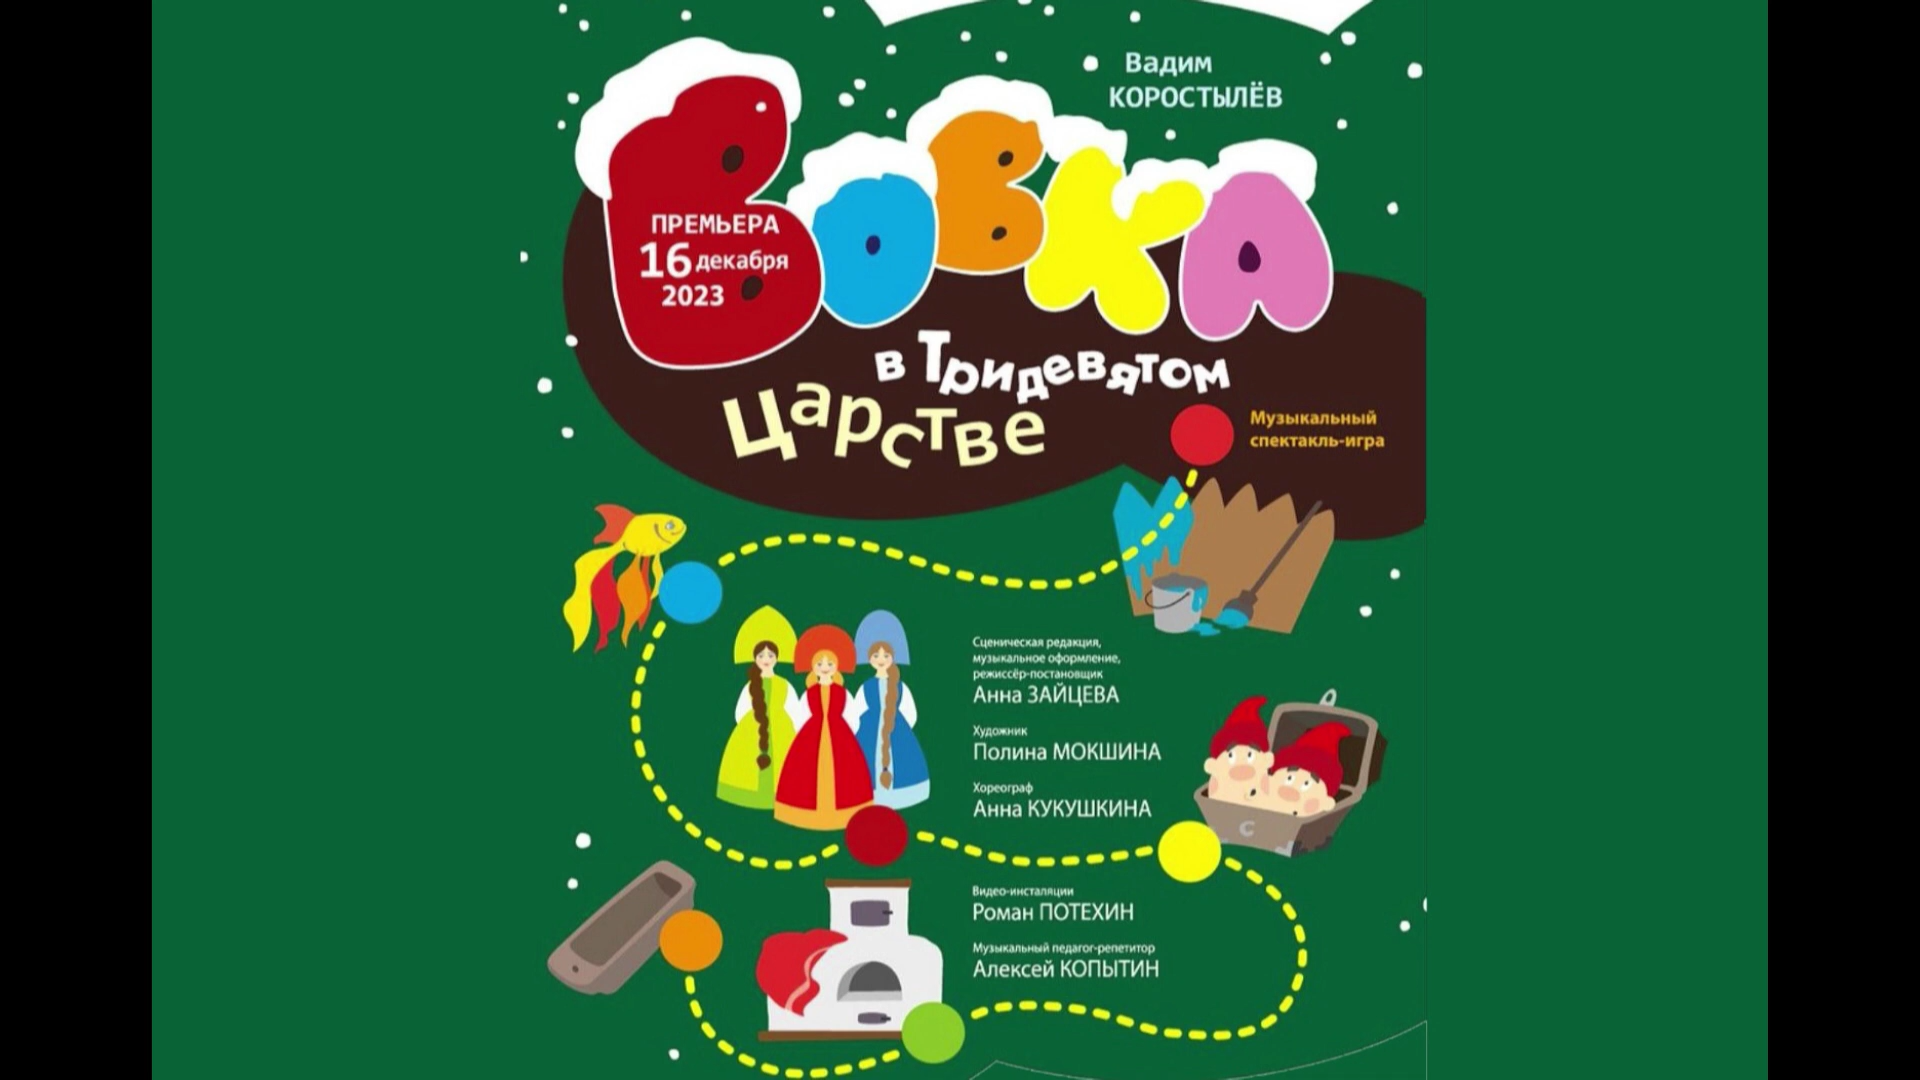 Вадим
КОРОСТЫЛЁВ
Вовка
ПРЕМЬЕРА
16 декабря
2023
в Тридевятом
Царстве
Музыкальный
спектакль-игра
Сценическая редакция,
музыкальное оформление,
режиссёр-постановщик
Анна ЗАЙЦЕВА
Художник
Полина МОКШИНА
Хореограф
Анна КУКУШКИНА
С
Видео-инсталяции
Роман ПОТЕХИН
Музыкальный педагог-репетитор
Алексей КОПЫТИН